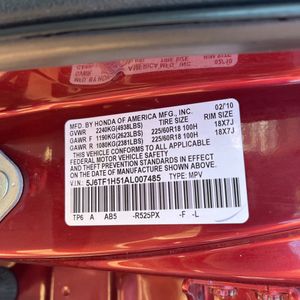 MFD. BY HONDA OF AMERICA MFG., INC. 02/10
TIRE SIZE RIM SIZE
GVWR 2240KG(4938LBS)
GAWR F 1190KG(2623LBS) 225/60R18 100H 18X7J
GAWR R 1080KG(2381LBS) 225/60R18 100H 18X7J
THIS VEHICLE CONFORMS TO ALL APPLICABLE
FEDERAL MOTOR VEHICLE SAFETY AND THEFT
PREVENTION STANDARDS IN EFFECT ON THE DATE
OF MANUFACTURE SHOWN ABOVE.
V.I.N.: 5J6TF1H51AL007485 TYPE: MPV
TP6 A AB5 -R525PX -F -L